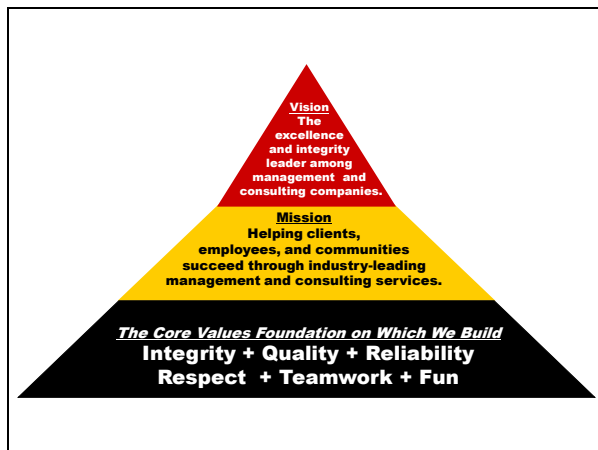 Vision
The
excellence
and integrity
leader among
management and
consulting companies.
Mission
Helping clients,
employees, and communities
succeed through industry-leading
management and consulting services.
The Core Values Foundation on Which We Build
Integrity + Quality + Reliability
Respect + Teamwork + Fun